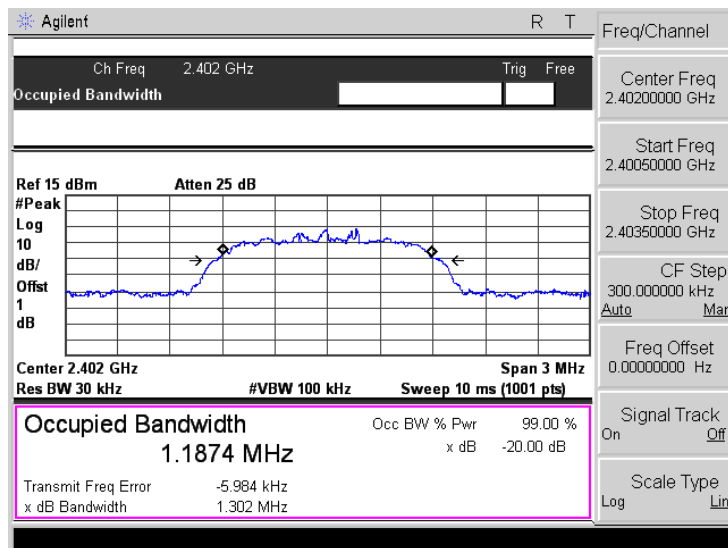 Agilent
R T
Freq/Channel
Ch Freq 2.402 GHz
Trig Free
Occupied Bandwidth
Center Freq
2.40200000 GHz
Start Freq
2.40050000 GHz
Stop Freq
2.40350000 GHz
CF Step
300.000000 kHz
Auto Man
Freq Offset
0.00000000 Hz
Signal Track
On Off
Scale Type
Log Lin
Ref 15 dBm
Atten 25 dB
#Peak
Log
10
dB/
Offst
1
dB
Center 2.402 GHz
Span 3 MHz
Res BW 30 kHz
#VBW 100 kHz
Sweep 10 ms (1001 pts)
Occupied Bandwidth
1.1874 MHz
Occ BW % Pwr 99.00 %
x dB -20.00 dB
Transmit Freq Error -5.984 kHz
x dB Bandwidth 1.302 MHz